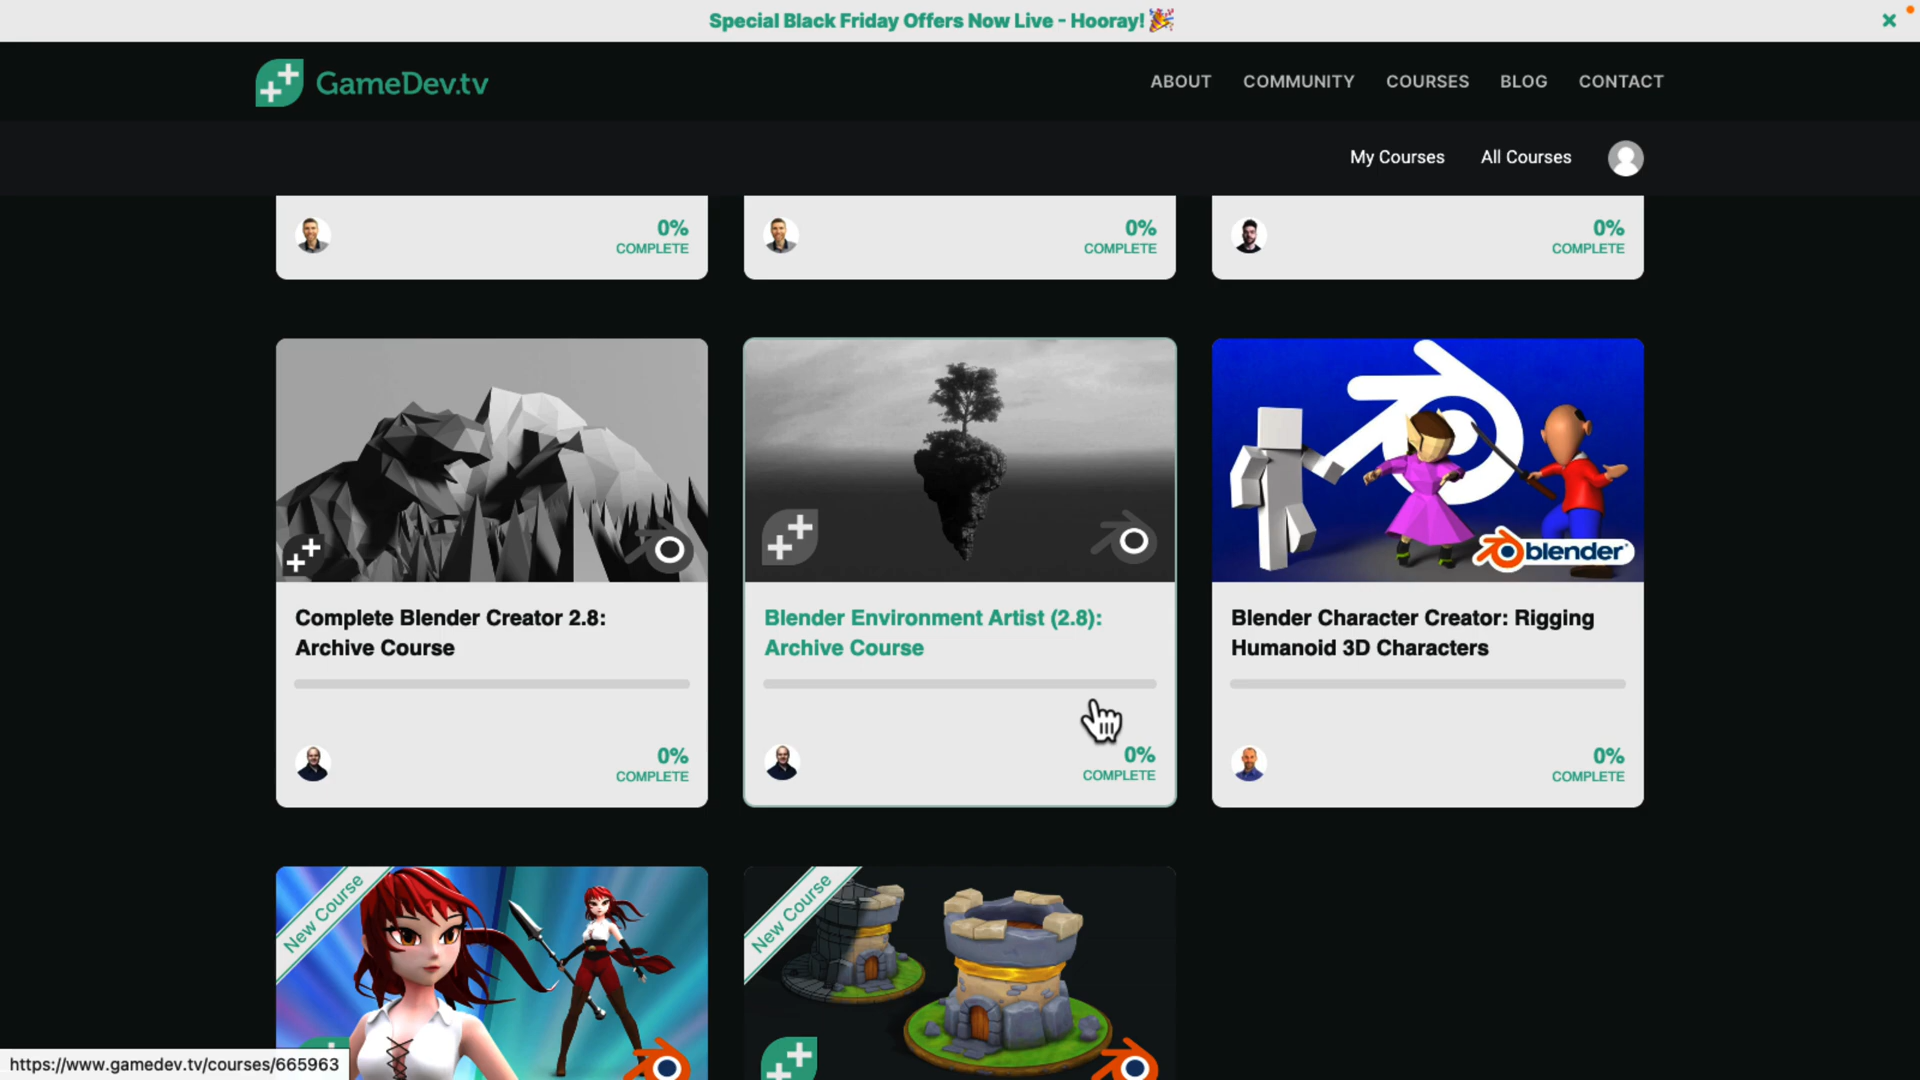 Special Black Friday Offers Now Live - Hooray!
GameDev.tv
ABOUT
COMMUNITY
COURSES
BLOG
CONTACT
My Courses
All Courses
0%
COMPLETE
0%
COMPLETE
0%
COMPLETE
Complete Blender Creator 2.8:
Archive Course
0%
COMPLETE
Blender Environment Artist (2.8):
Archive Course
0%
COMPLETE
blender
Blender Character Creator: Rigging
Humanoid 3D Characters
0%
COMPLETE
New Course
New Course
https://www.gamedev.tv/courses/665963